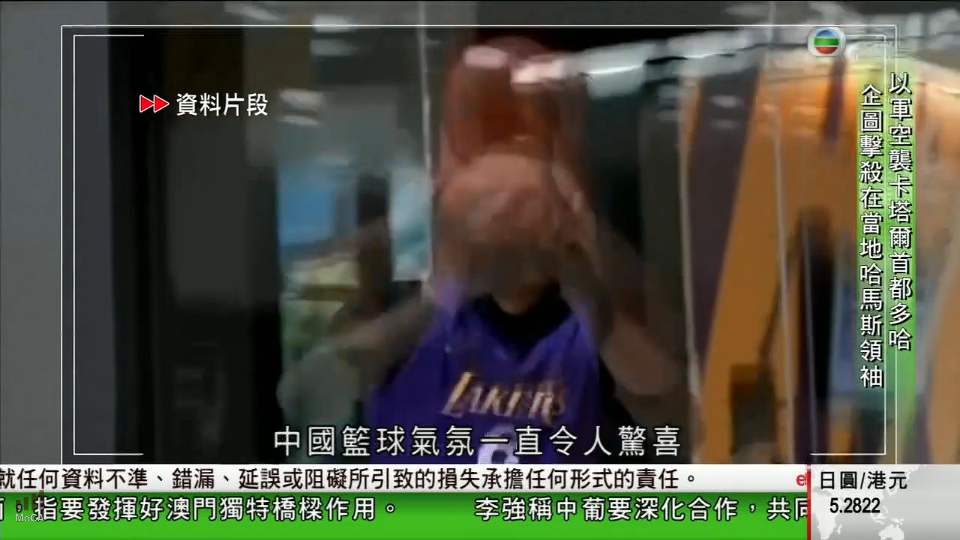 資料片段
以軍空襲卡塔爾首都多哈
企圖擊殺在當地哈馬斯領袖
LAKERS
中國籃球氣氛一直令人驚喜
就任何資料不準、錯漏、延誤或阻礙所引致的損失承擔任何形式的責任。
日圓/港元
5.2822
指要發揮好澳門獨特橋樑作用。 李強稱中葡要深化合作，共同